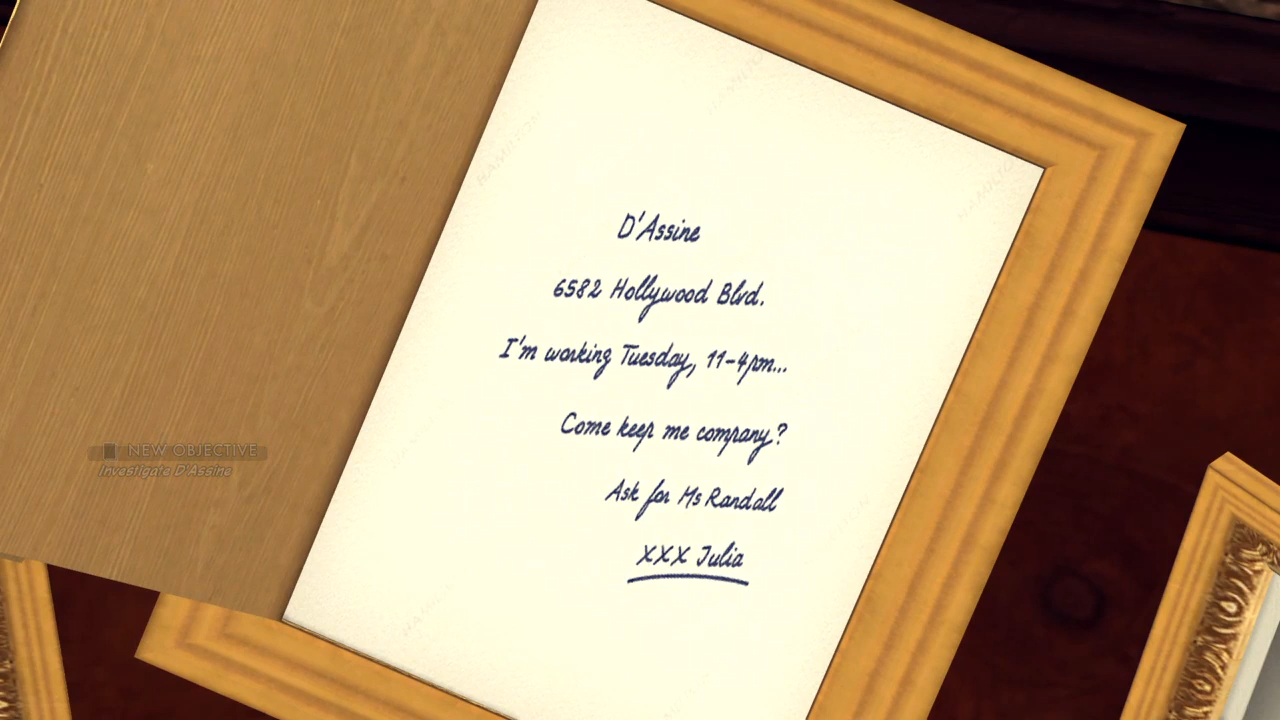 D'Assine
6582 Hollywood Blvd.
I'm working Tuesday, 11-4pm...
Come keep me company?
Ask for Ms Randall
XXX Julia
NEW OBJECTIVE
Investigate D'Assine
HAMILTON